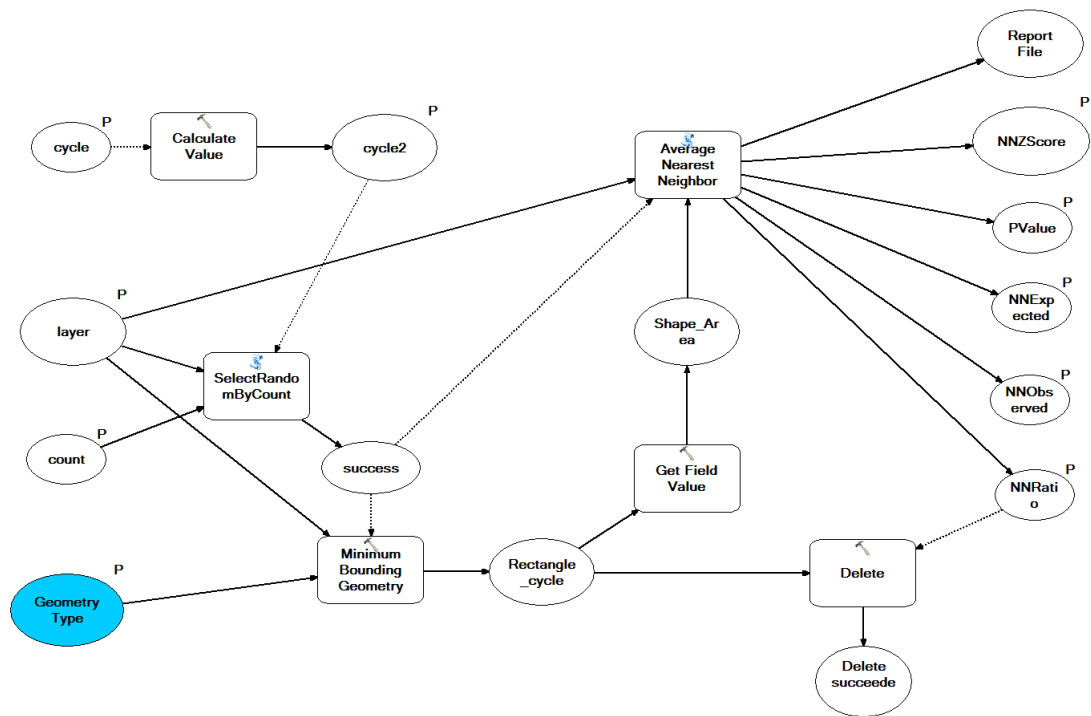 Report
File
P
cycle
P
Calculate
Value
cycle2
P
Average
Nearest
Neighbor
NNZScore
P
PValue
P
layer
P
NNExp
ected
P
Shape_Ar
ea
SelectRando
mByCount
NNObs
erved
P
count
P
success
Get Field
Value
NNRati
o
P
Geometry
Type
P
Minimum
Bounding
Geometry
Rectangle
_cycle
Delete
Delete
succeede